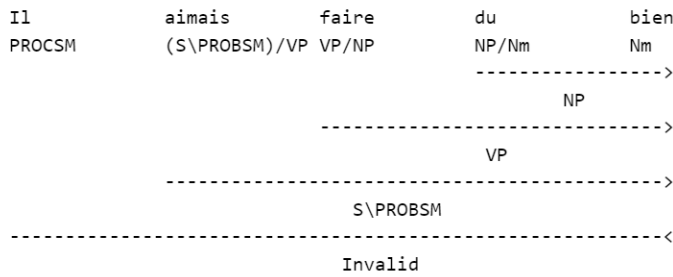 Il aimais faire du bien
PROCSM (S\PROBSM)/VP VP/NP NP/Nm Nm
----------------->
NP
------------------------------->
VP
--------------------------------------------->
S\PROBSM
-----------------------------------------------------------<
Invalid